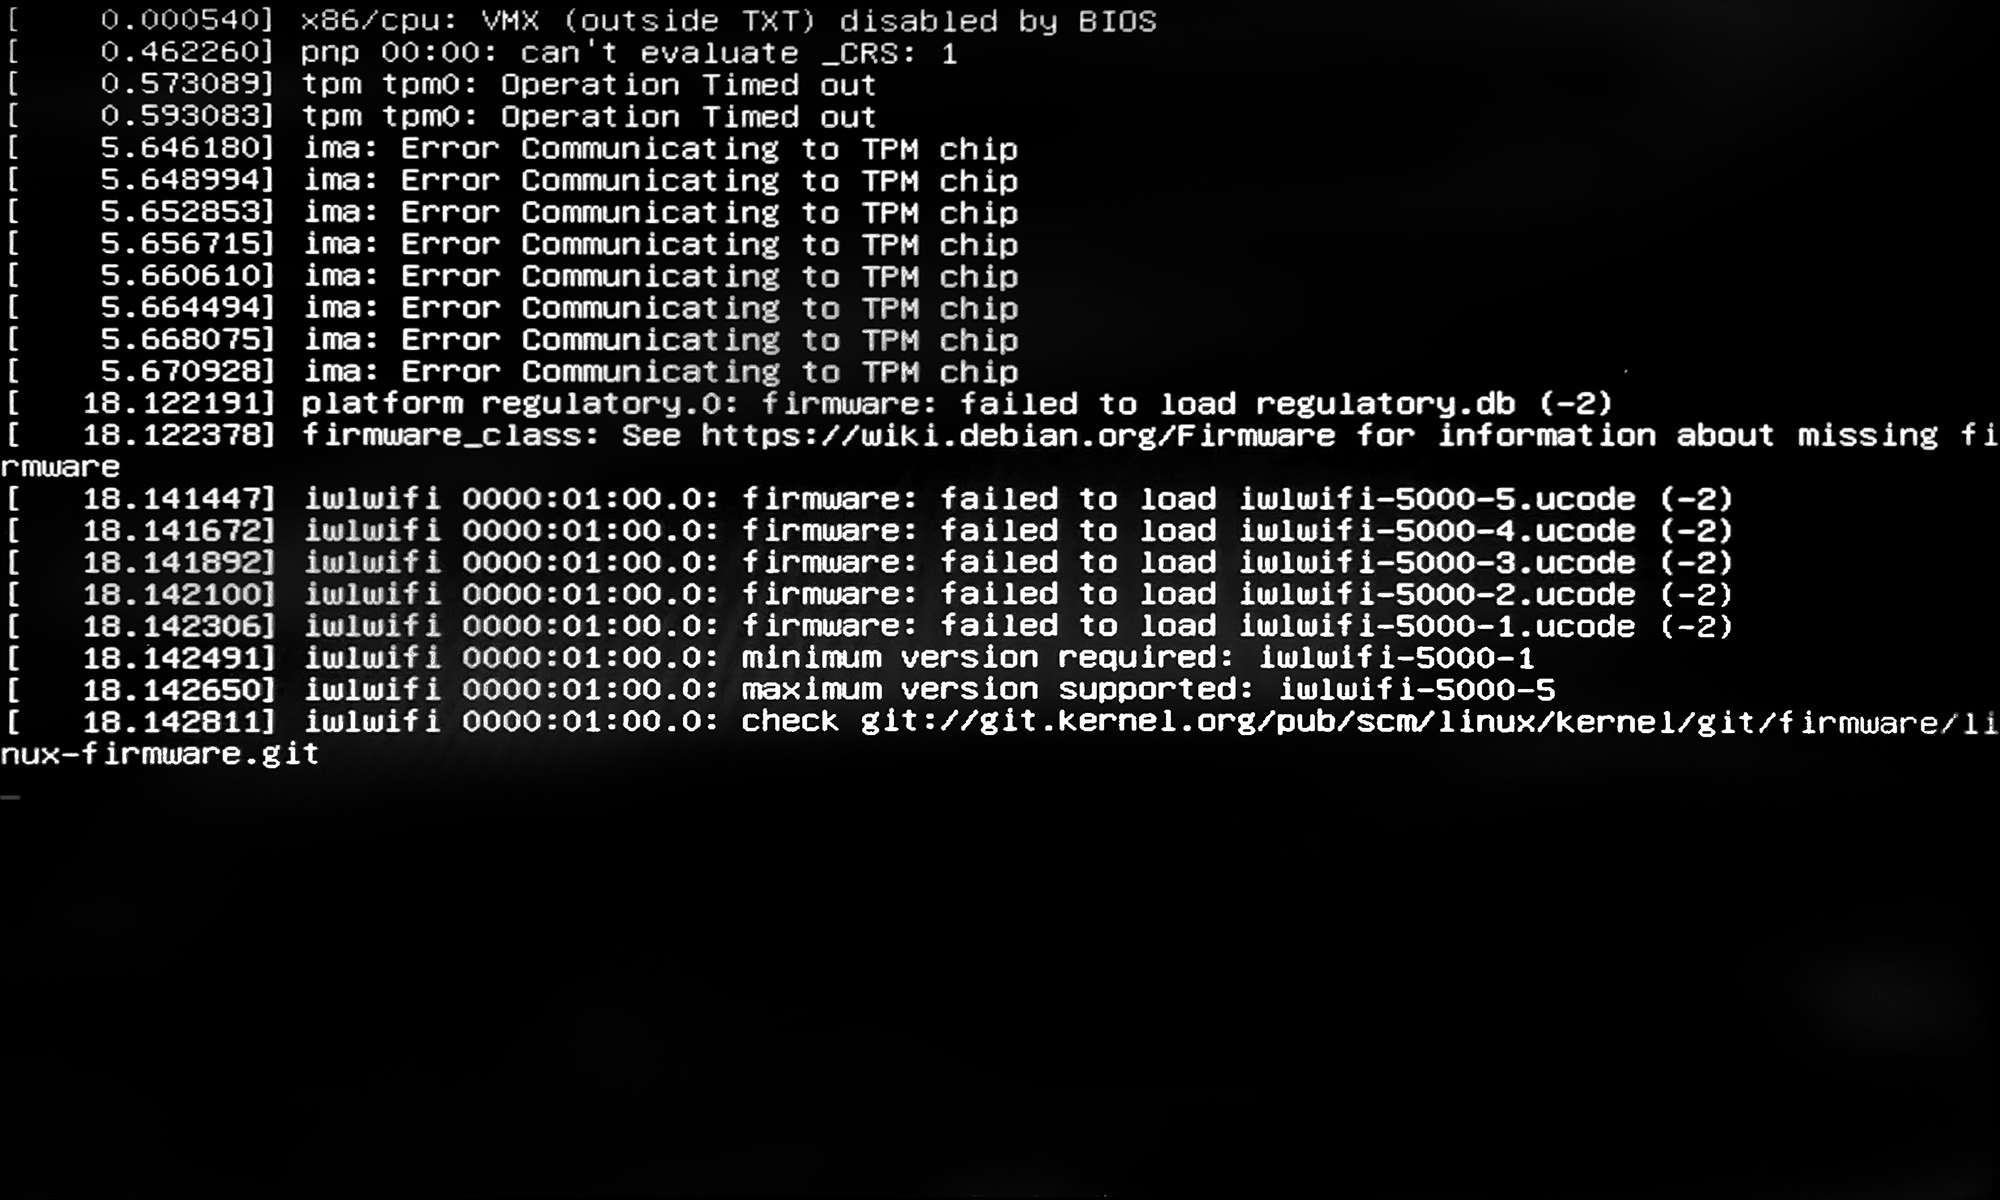 [    0.000540] x86/cpu: VMX (outside TXT) disabled by BIOS
[    0.462260] pnp 00:00: can't evaluate _CRS: 1
[    0.573089] tpm tpm0: Operation Timed out
[    0.593083] tpm tpm0: Operation Timed out
[    5.646180] ima: Error Communicating to TPM chip
[    5.648994] ima: Error Communicating to TPM chip
[    5.652853] ima: Error Communicating to TPM chip
[    5.656715] ima: Error Communicating to TPM chip
[    5.660610] ima: Error Communicating to TPM chip
[    5.664494] ima: Error Communicating to TPM chip
[    5.668075] ima: Error Communicating to TPM chip
[    5.670928] ima: Error Communicating to TPM chip
[   18.122191] platform regulatory.0: firmware: failed to load regulatory.db (-2)
[   18.122378] firmware_class: See https://wiki.debian.org/Firmware for information about missing fi
rmware
[   18.141447] iwlwifi 0000:01:00.0: firmware: failed to load iwlwifi-5000-5.ucode (-2)
[   18.141672] iwlwifi 0000:01:00.0: firmware: failed to load iwlwifi-5000-4.ucode (-2)
[   18.141892] iwlwifi 0000:01:00.0: firmware: failed to load iwlwifi-5000-3.ucode (-2)
[   18.142100] iwlwifi 0000:01:00.0: firmware: failed to load iwlwifi-5000-2.ucode (-2)
[   18.142306] iwlwifi 0000:01:00.0: firmware: failed to load iwlwifi-5000-1.ucode (-2)
[   18.142491] iwlwifi 0000:01:00.0: minimum version required: iwlwifi-5000-1
[   18.142650] iwlwifi 0000:01:00.0: maximum version supported: iwlwifi-5000-5
[   18.142811] iwlwifi 0000:01:00.0: check git://git.kernel.org/pub/scm/linux/kernel/git/firmware/li
nux-firmware.git